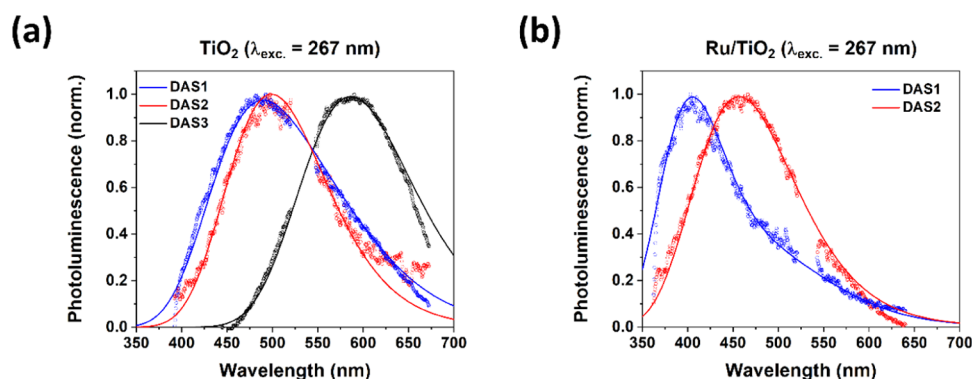 (a)
TiO2 (λexc. = 267 nm)
DAS1
DAS2
DAS3
Photoluminescence (norm.)
1.0
0.8
0.6
0.4
0.2
0.0
350 400 450 500 550 600 650 700
Wavelength (nm)
(b)
Ru/TiO2 (λexc. = 267 nm)
DAS1
DAS2
Photoluminescence (norm.)
1.0
0.8
0.6
0.4
0.2
0.0
350 400 450 500 550 600 650 700
Wavelength (nm)